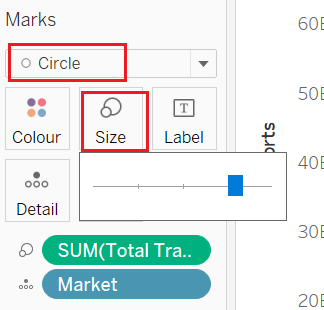 Marks
Circle
Colour
Size
T
Label
Detail
SUM(Total Tra..
Market
60E
50E
40E
30E
20E
orts